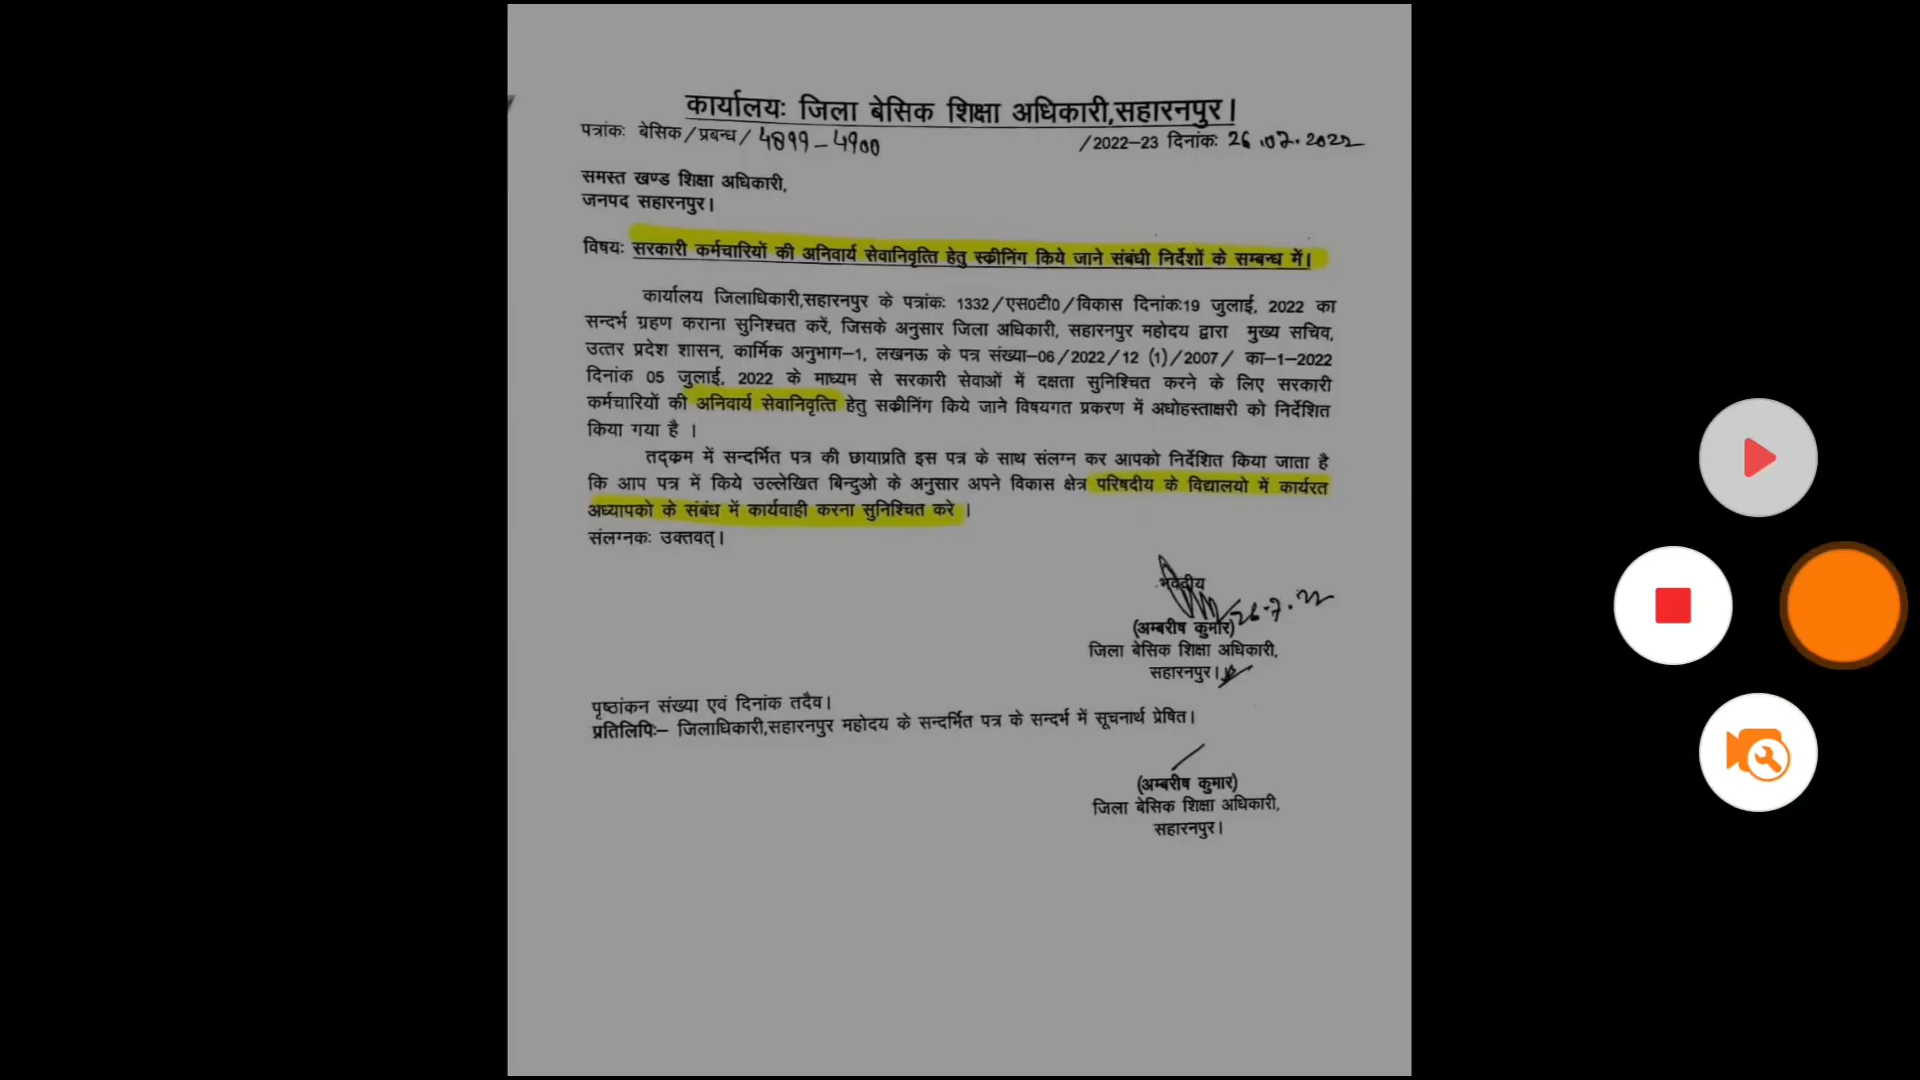 कार्यालयः जिला बेसिक शिक्षा अधिकारी,सहारनपुर।
पत्रांकः बेसिक/प्रबन्ध/ ५८९९-५९०० /2022-23 दिनांकः 26.07.2022
समस्त खण्ड शिक्षा अधिकारी,
जनपद सहारनपुर।
विषयः सरकारी कर्मचारियों की अनिवार्य सेवानिवृत्ति हेतु स्क्रीनिंग किये जाने संबंधी निर्देशों के सम्बन्ध में।
कार्यालय जिलाधिकारी,सहारनपुर के पत्रांकः 1332/एस0टी0/विकास दिनांकः19 जुलाई, 2022 का
सन्दर्भ ग्रहण कराना सुनिश्चत करें, जिसके अनुसार जिला अधिकारी, सहारनपुर महोदय द्वारा मुख्य सचिव,
उत्तर प्रदेश शासन, कार्मिक अनुभाग-1, लखनऊ के पत्र संख्या-06/2022/12 (1)/2007/ का-1-2022
दिनांक 05 जुलाई, 2022 के माध्यम से सरकारी सेवाओं में दक्षता सुनिश्चित करने के लिए सरकारी
कर्मचारियों की अनिवार्य सेवानिवृत्ति हेतु सक्रीनिंग किये जाने विषयगत प्रकरण में अधोहस्ताक्षरी को निर्देशित
किया गया है ।
तद्क्रम में सन्दर्भित पत्र की छायाप्रति इस पत्र के साथ संलग्न कर आपको निर्देशित किया जाता है
कि आप पत्र में किये उल्लेखित बिन्दुओ के अनुसार अपने विकास क्षेत्र परिषदीय के विद्यालयो में कार्यरत
अध्यापको के संबंध में कार्यवाही करना सुनिश्चित करे ।
संलग्नकः उक्तवत्।
भवदीय
26-7-22
(अम्बरीष कुमार)
जिला बेसिक शिक्षा अधिकारी,
सहारनपुर।
पृष्ठांकन संख्या एवं दिनांक तदैव।
प्रतिलिपिः- जिलाधिकारी,सहारनपुर महोदय के सन्दर्भित पत्र के सन्दर्भ में सूचनार्थ प्रेषित।
(अम्बरीष कुमार)
जिला बेसिक शिक्षा अधिकारी,
सहारनपुर।